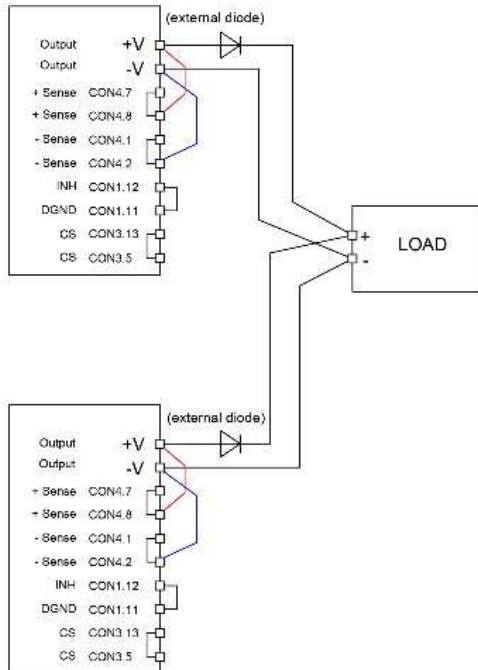 (external diode)
Output +V
Output -V
+ Sense CON4.7
+ Sense CON4.8
- Sense CON4.1
- Sense CON4.2
INH CON1.12
DGND CON1.11
CS CON3.13
CS CON3.5
+ LOAD
-
(external diode)
Output +V
Output -V
+ Sense CON4.7
+ Sense CON4.8
- Sense CON4.1
- Sense CON4.2
INH CON1.12
DGND CON1.11
CS CON3.13
CS CON3.5